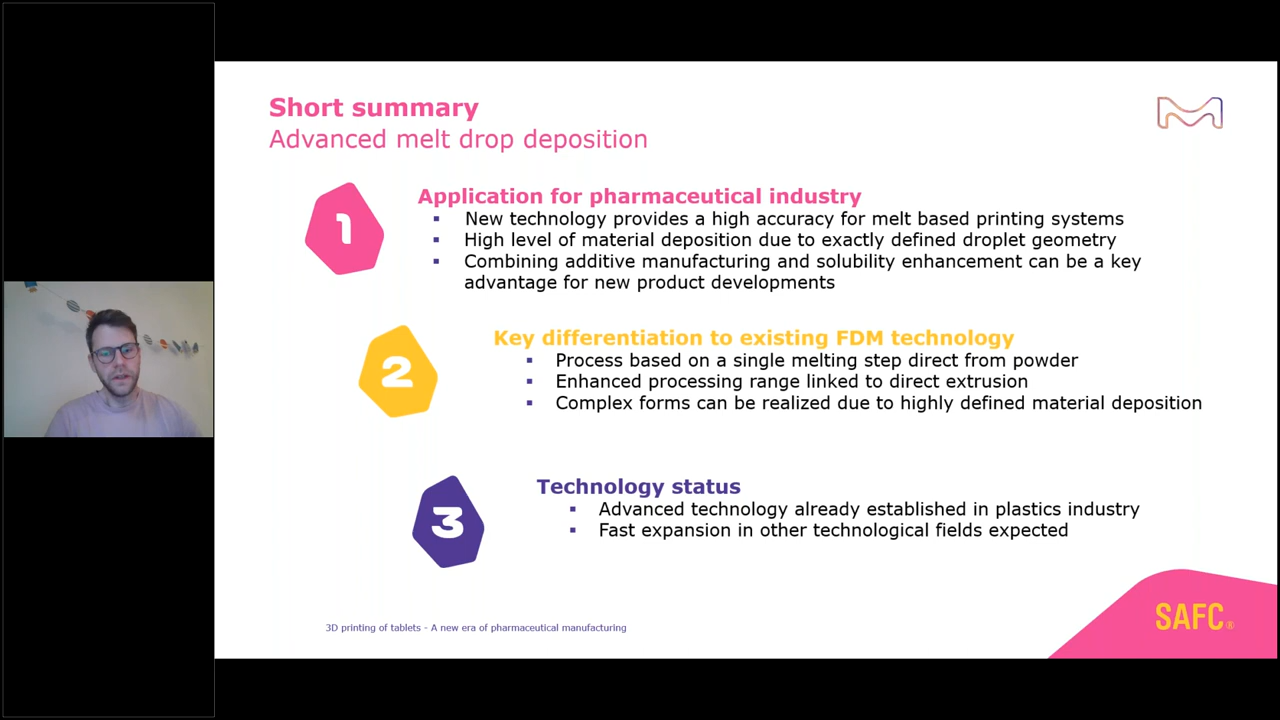 Short summary
Advanced melt drop deposition
1
Application for pharmaceutical industry
▪ New technology provides a high accuracy for melt based printing systems
▪ High level of material deposition due to exactly defined droplet geometry
▪ Combining additive manufacturing and solubility enhancement can be a key
advantage for new product developments
2
Key differentiation to existing FDM technology
▪ Process based on a single melting step direct from powder
▪ Enhanced processing range linked to direct extrusion
▪ Complex forms can be realized due to highly defined material deposition
3
Technology status
▪ Advanced technology already established in plastics industry
▪ Fast expansion in other technological fields expected
3D printing of tablets - A new era of pharmaceutical manufacturing
SAFC®